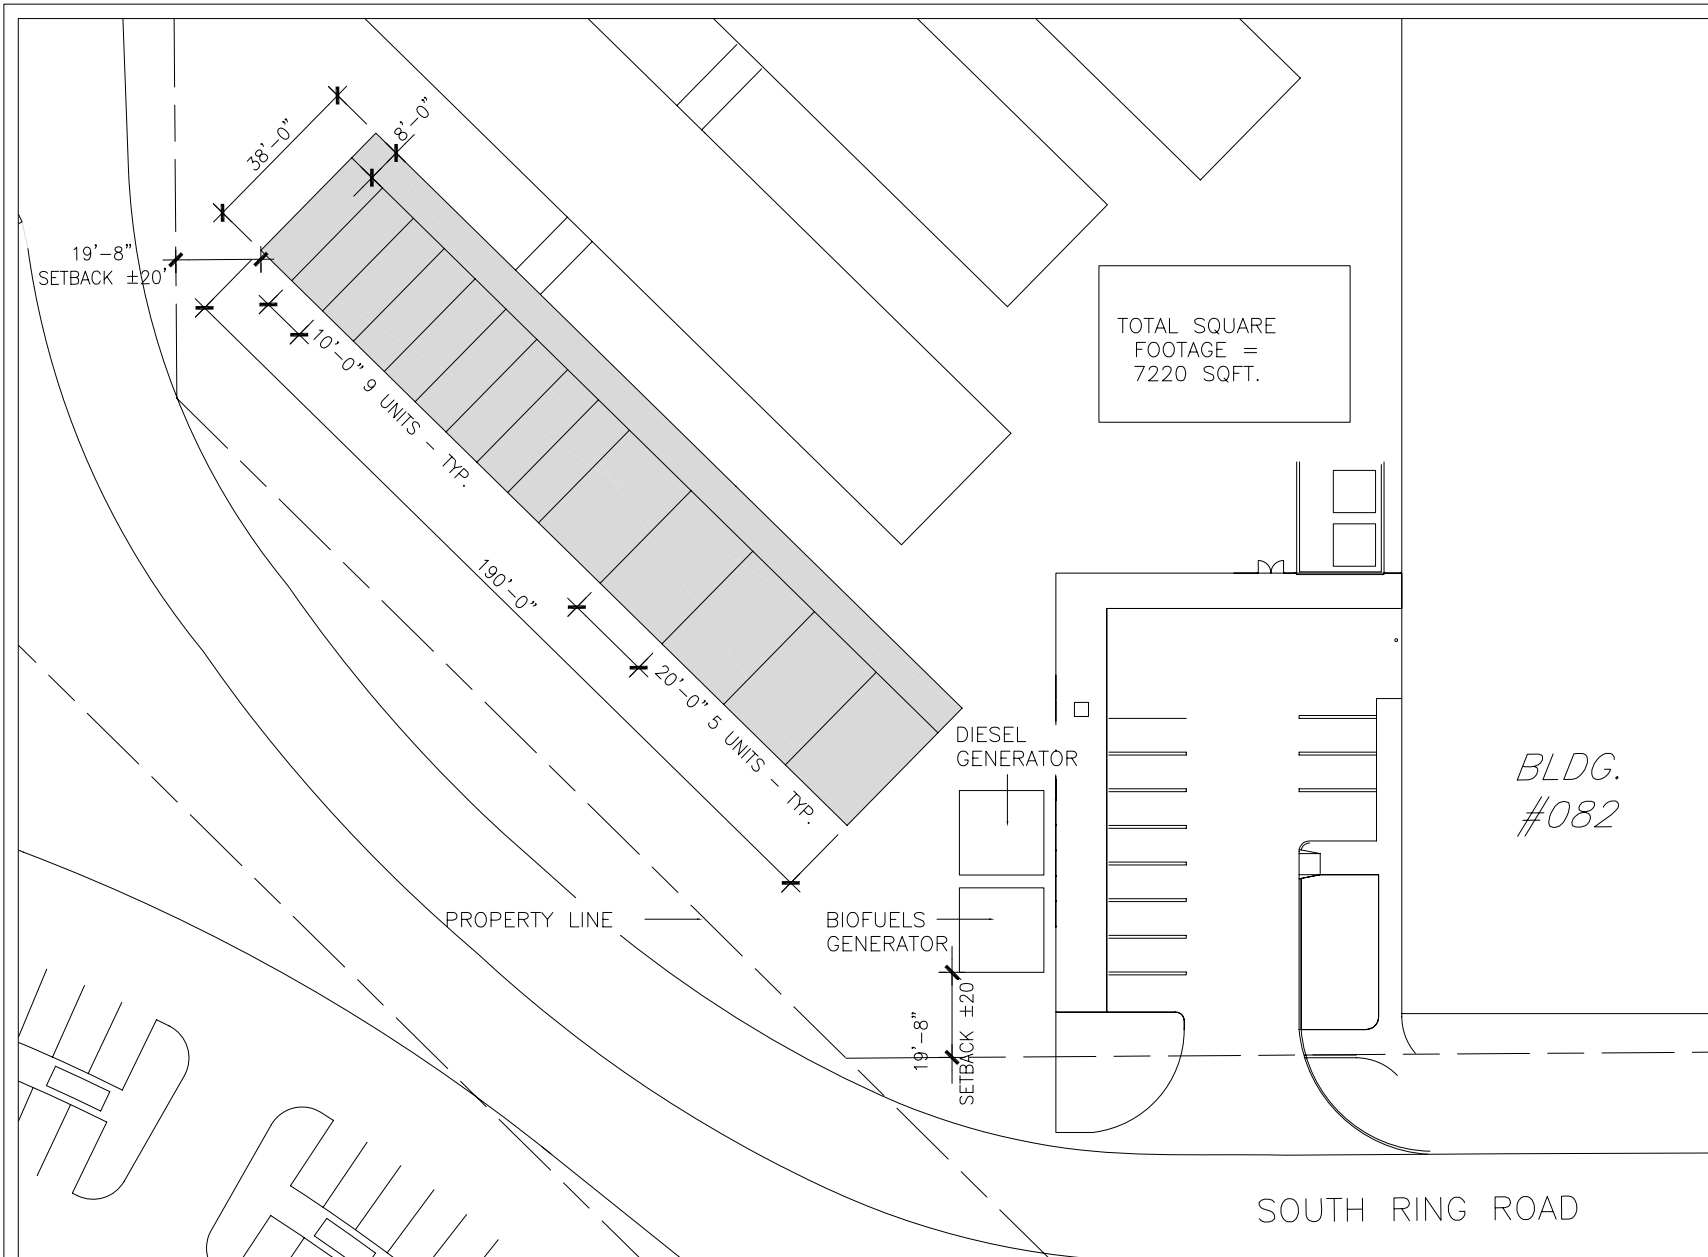 38'-0"
8'-0"
19'-8"
SETBACK ±20'
10'-0" 9 UNITS - TYP.
190'-0"
20'-0" 5 UNITS - TYP.
TOTAL SQUARE
FOOTAGE =
7220 SQFT.
DIESEL
GENERATOR
BLDG.
#082
PROPERTY LINE
BIOFUELS
GENERATOR
19'-8"
SETBACK ±20'
SOUTH RING ROAD